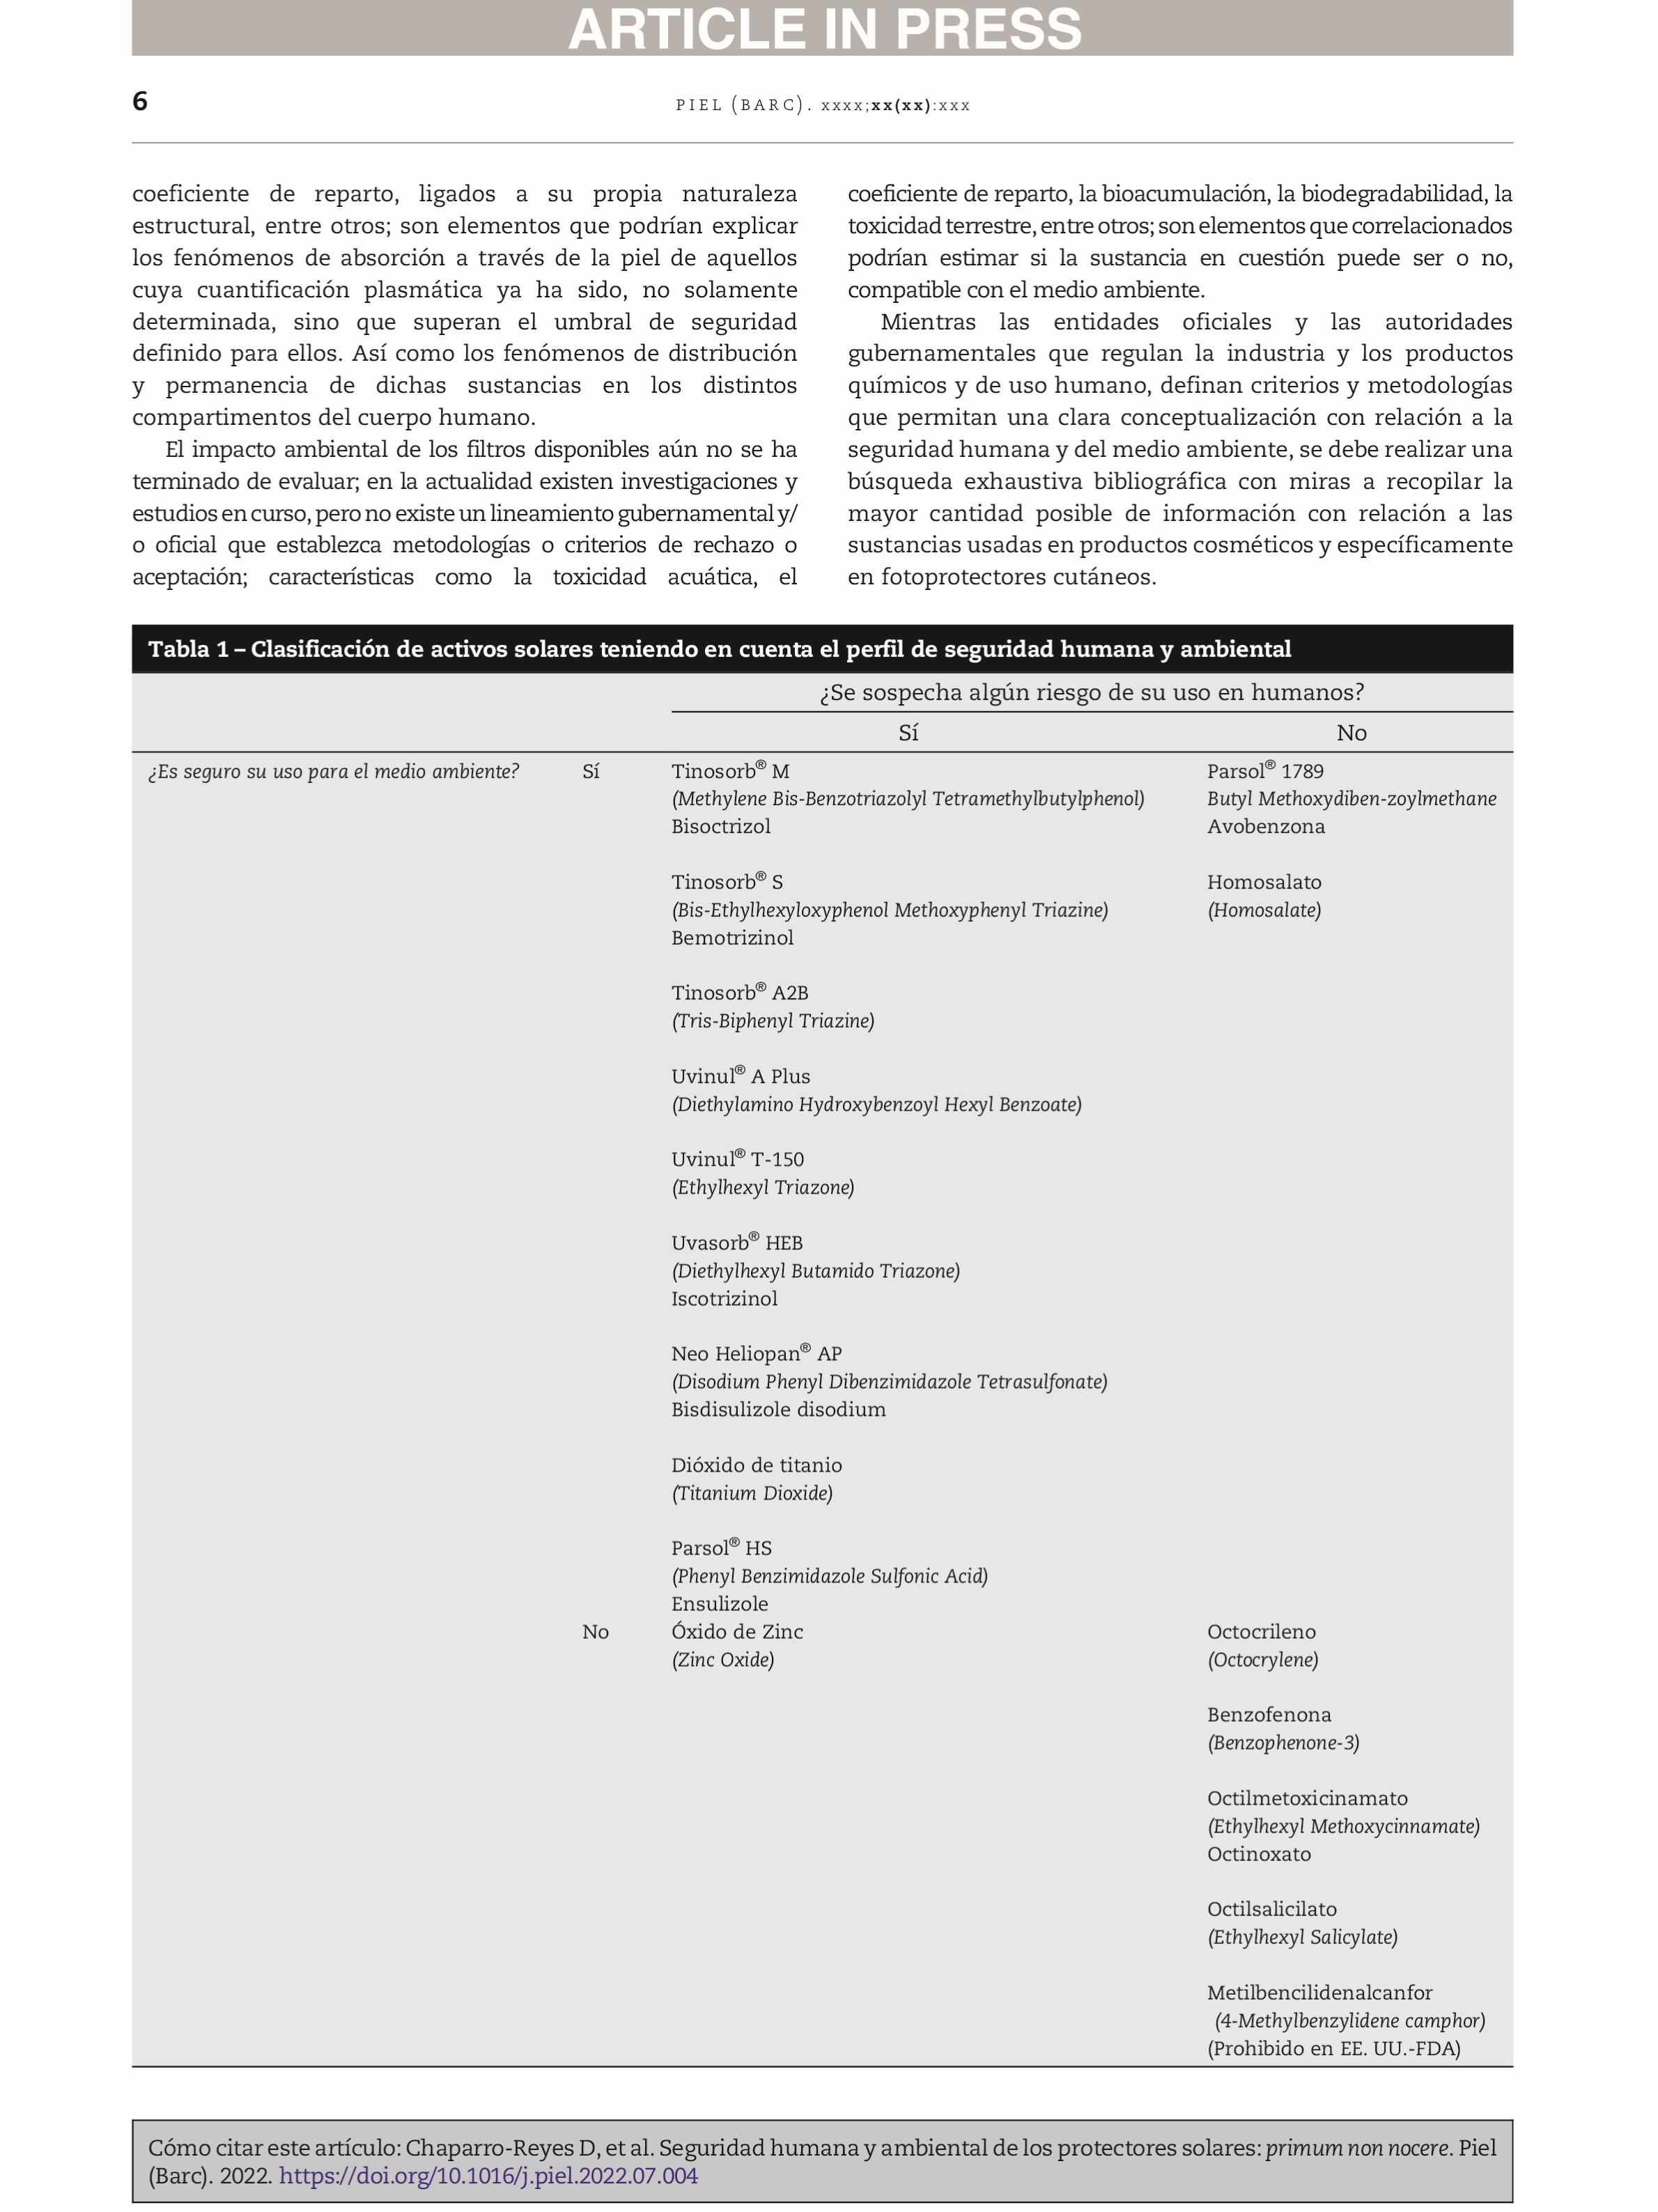 ARTICLE IN PRESS
6
PIEL (BARC). xxxx;xx(xx):xxx
coeficiente de reparto, ligados a su propia naturaleza
estructural, entre otros; son elementos que podrían explicar
los fenómenos de absorción a través de la piel de aquellos
cuya cuantificación plasmática ya ha sido, no solamente
determinada, sino que superan el umbral de seguridad
definido para ellos. Así como los fenómenos de distribución
y permanencia de dichas sustancias en los distintos
compartimentos del cuerpo humano.
El impacto ambiental de los filtros disponibles aún no se ha
terminado de evaluar; en la actualidad existen investigaciones y
estudios en curso, pero no existe un lineamiento gubernamental y/
o oficial que establezca metodologías o criterios de rechazo o
aceptación; características como la toxicidad acuática, el
coeficiente de reparto, la bioacumulación, la biodegradabilidad, la
toxicidad terrestre, entre otros; son elementos que correlacionados
podrían estimar si la sustancia en cuestión puede ser o no,
compatible con el medio ambiente.
Mientras las entidades oficiales y las autoridades
gubernamentales que regulan la industria y los productos
químicos y de uso humano, definan criterios y metodologías
que permitan una clara conceptualización con relación a la
seguridad humana y del medio ambiente, se debe realizar una
búsqueda exhaustiva bibliográfica con miras a recopilar la
mayor cantidad posible de información con relación a las
sustancias usadas en productos cosméticos y específicamente
en fotoprotectores cutáneos.
Tabla 1 – Clasificación de activos solares teniendo en cuenta el perfil de seguridad humana y ambiental
¿Se sospecha algún riesgo de su uso en humanos?
Sí No
¿Es seguro su uso para el medio ambiente? Sí Tinosorb® M Parsol® 1789
(Methylene Bis-Benzotriazolyl Tetramethylbutylphenol) Butyl Methoxydiben-zoylmethane
Bisoctrizol Avobenzona
Tinosorb® S Homosalato
(Bis-Ethylhexyloxyphenol Methoxyphenyl Triazine) (Homosalate)
Bemotrizinol
Tinosorb® A2B
(Tris-Biphenyl Triazine)
Uvinul® A Plus
(Diethylamino Hydroxybenzoyl Hexyl Benzoate)
Uvinul® T-150
(Ethylhexyl Triazone)
Uvasorb® HEB
(Diethylhexyl Butamido Triazone)
Iscotrizinol
Neo Heliopan® AP
(Disodium Phenyl Dibenzimidazole Tetrasulfonate)
Bisdisulizole disodium
Dióxido de titanio
(Titanium Dioxide)
Parsol® HS
(Phenyl Benzimidazole Sulfonic Acid)
Ensulizole
No Óxido de Zinc Octocrileno
(Zinc Oxide) (Octocrylene)
Benzofenona
(Benzophenone-3)
Octilmetoxicinamato
(Ethylhexyl Methoxycinnamate)
Octinoxato
Octilsalicilato
(Ethylhexyl Salicylate)
Metilbencilidenalcanfor
(4-Methylbenzylidene camphor)
(Prohibido en EE. UU.-FDA)
Cómo citar este artículo: Chaparro-Reyes D, et al. Seguridad humana y ambiental de los protectores solares: primum non nocere. Piel
(Barc). 2022. https://doi.org/10.1016/j.piel.2022.07.004